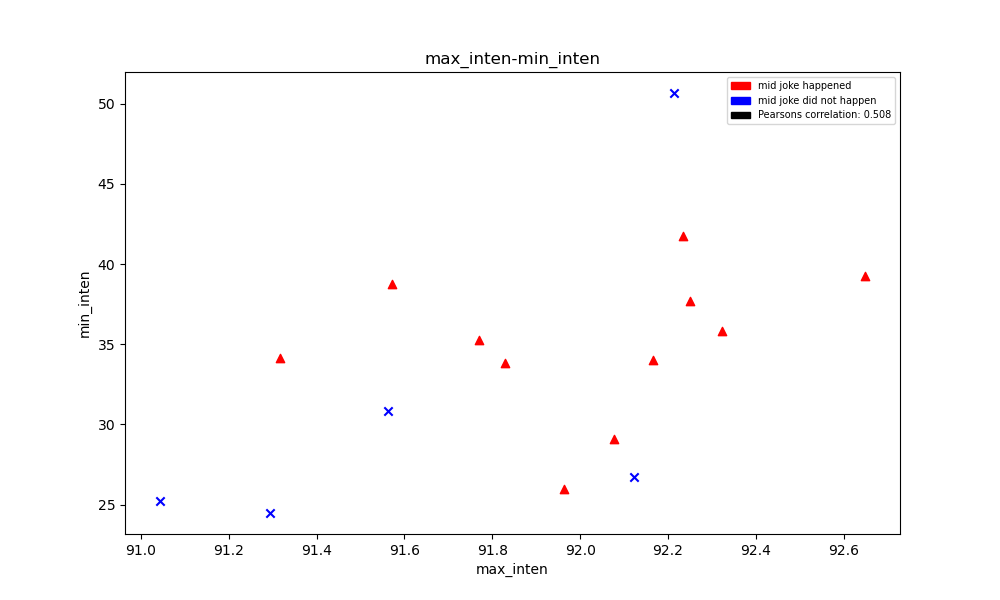 max_inten-min_inten
mid joke happened
mid joke did not happen
Pearsons correlation: 0.508
50
45
40
35
30
25
min_inten
91.0 91.2 91.4 91.6 91.8 92.0 92.2 92.4 92.6
max_inten